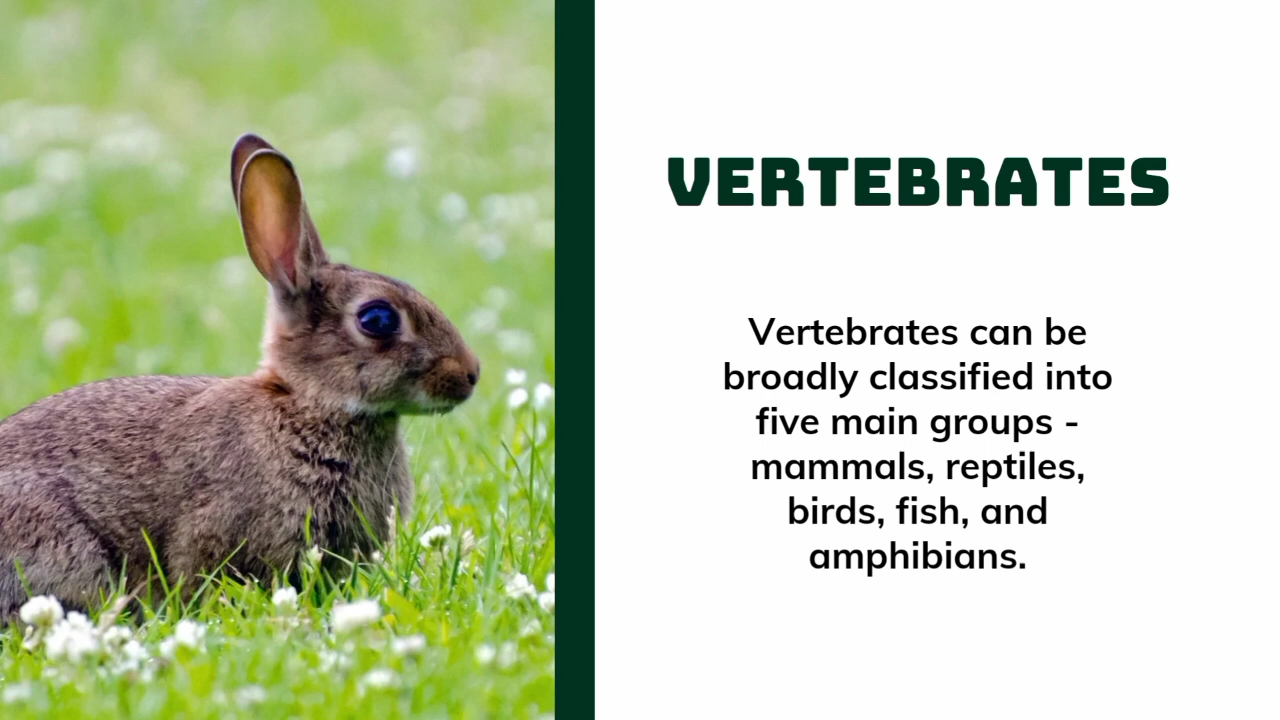 VERTEBRATES
Vertebrates can be
broadly classified into
five main groups -
mammals, reptiles,
birds, fish, and
amphibians.